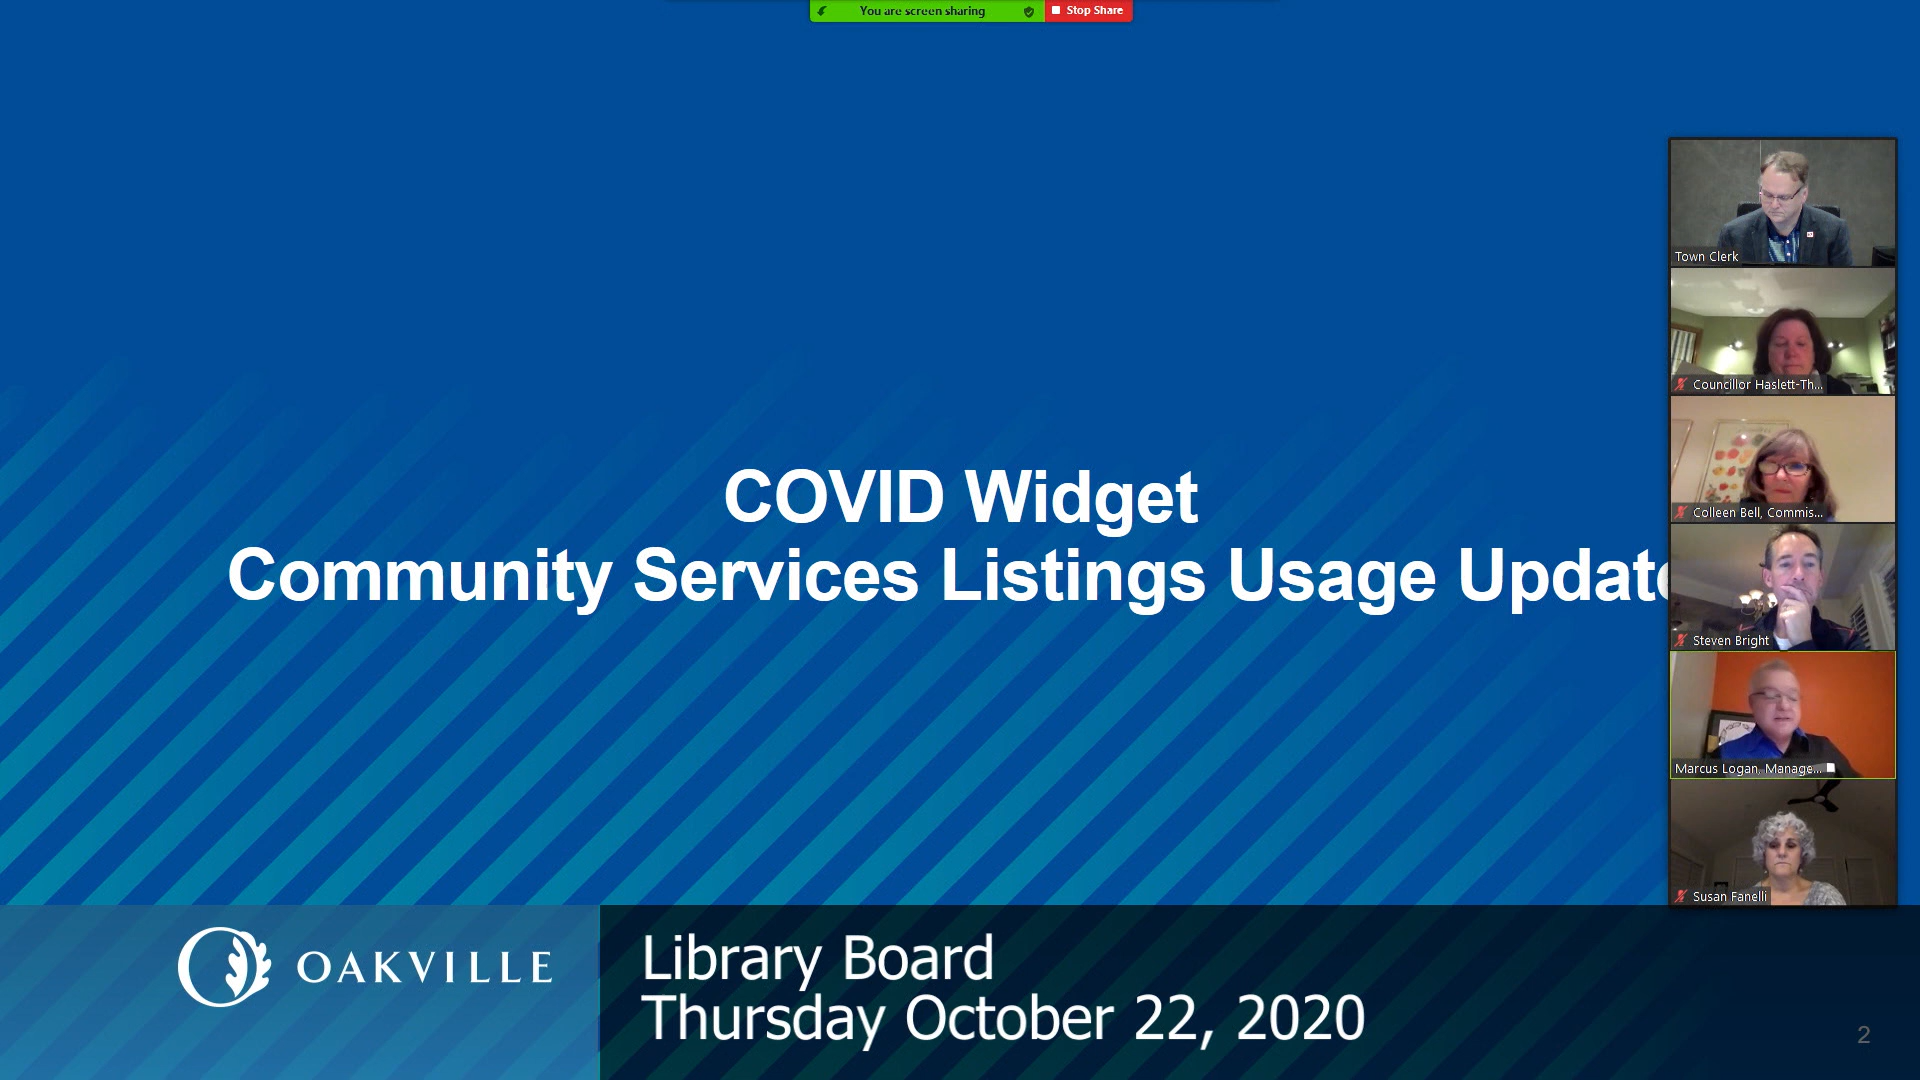 You are screen sharing
Stop Share
COVID Widget
Community Services Listings Usage Update
Town Clerk
Councillor Haslett-Th...
Colleen Bell, Commis...
Steven Bright
Marcus Logan, Manage...
Susan Fanelli
OAKVILLE
Library Board
Thursday October 22, 2020
2